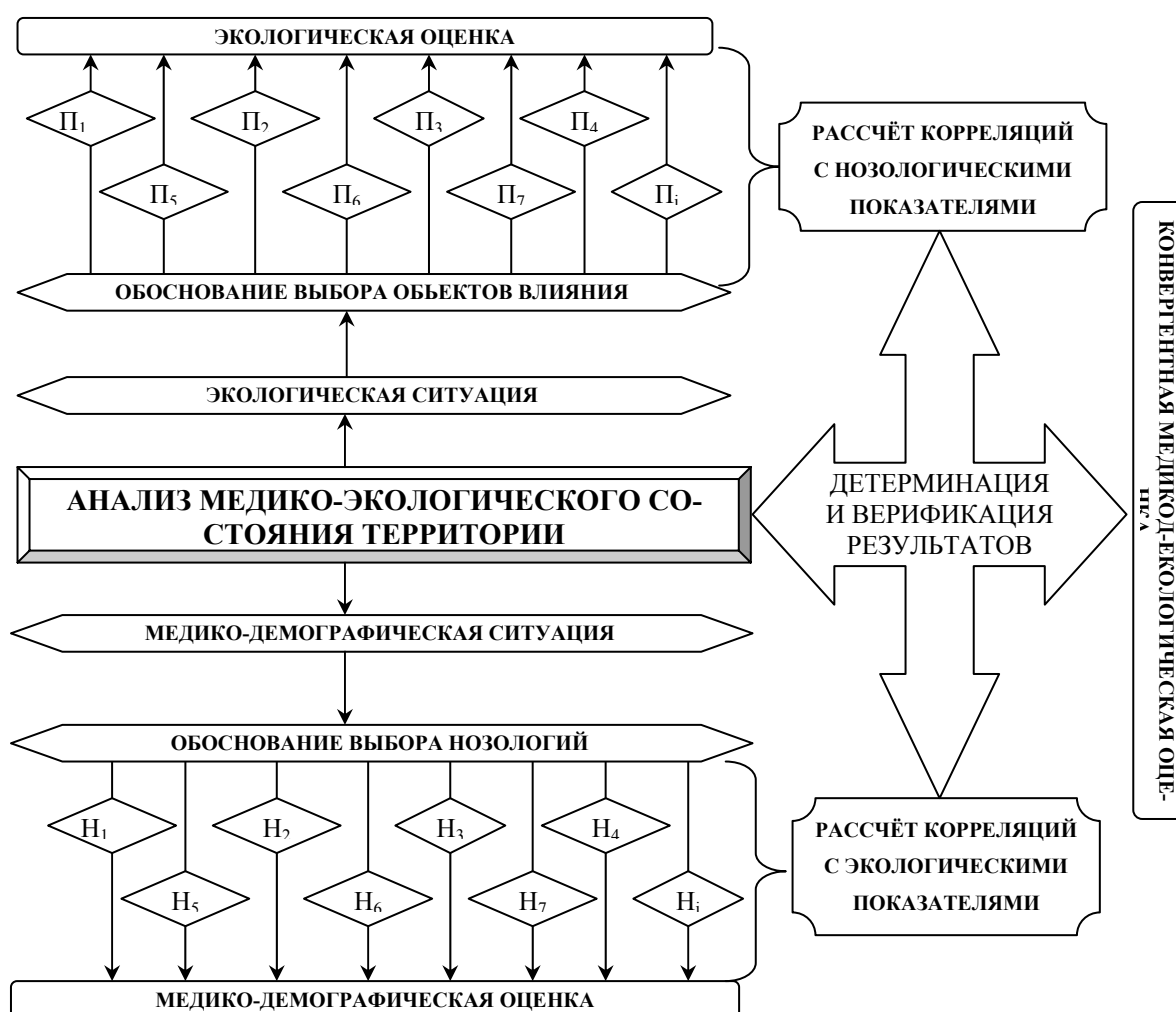 ЭКОЛОГИЧЕСКАЯ ОЦЕНКА
П₁
П₂
П₃
П₄
П₅
П₆
П₇
Пᵢ
РАССЧЁТ КОРРЕЛЯЦИЙ
С НОЗОЛОГИЧЕСКИМИ
ПОКАЗАТЕЛЯМИ
ОБОСНОВАНИЕ ВЫБОРА ОБЬЕКТОВ ВЛИЯНИЯ
ЭКОЛОГИЧЕСКАЯ СИТУАЦИЯ
АНАЛИЗ МЕДИКО-ЭКОЛОГИЧЕСКОГО СО-
СТОЯНИЯ ТЕРРИТОРИИ
ДЕТЕРМИНАЦИЯ
И ВЕРИФИКАЦИЯ
РЕЗУЛЬТАТОВ
КОНВЕРГЕНТНАЯ МЕДИКОД-ЕКОЛОГИЧЕСКАЯ ОЦЕ-
НКА
МЕДИКО-ДЕМОГРАФИЧЕСКАЯ СИТУАЦИЯ
ОБОСНОВАНИЕ ВЫБОРА НОЗОЛОГИЙ
Н₁
Н₂
Н₃
Н₄
Н₅
Н₆
Н₇
Нᵢ
РАССЧЁТ КОРРЕЛЯЦИЙ
С ЭКОЛОГИЧЕСКИМИ
ПОКАЗАТЕЛЯМИ
МЕДИКО-ДЕМОГРАФИЧЕСКАЯ ОЦЕНКА